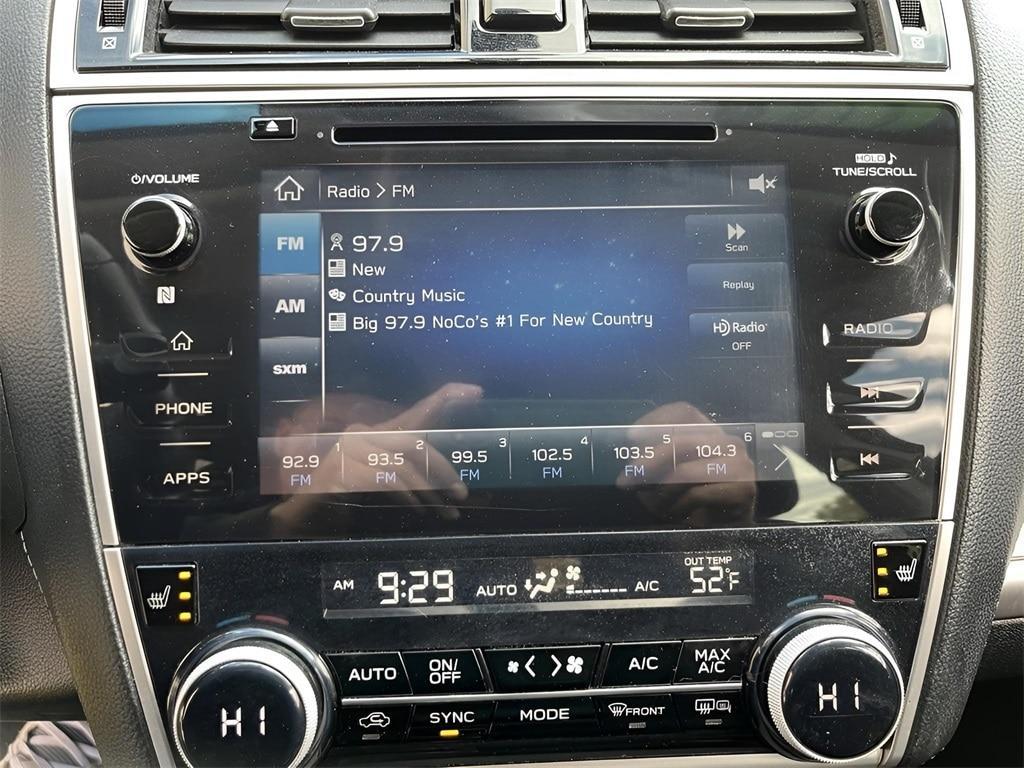 ⏻/VOLUME
HOLD ♪
TUNE/SCROLL
Radio > FM
FM
97.9
Scan
New
AM
Country Music
Replay
Big 97.9 NoCo's #1 For New Country
HD Radio
OFF
sxm
RADIO
PHONE
APPS
1 2 3 4 5 6
92.9 93.5 99.5 102.5 103.5 104.3
FM FM FM FM FM FM
OUT TEMP
AM 9:29 AUTO A/C 52°F
AUTO
ON/
OFF
A/C
MAX
A/C
HI
SYNC
MODE
FRONT
HI